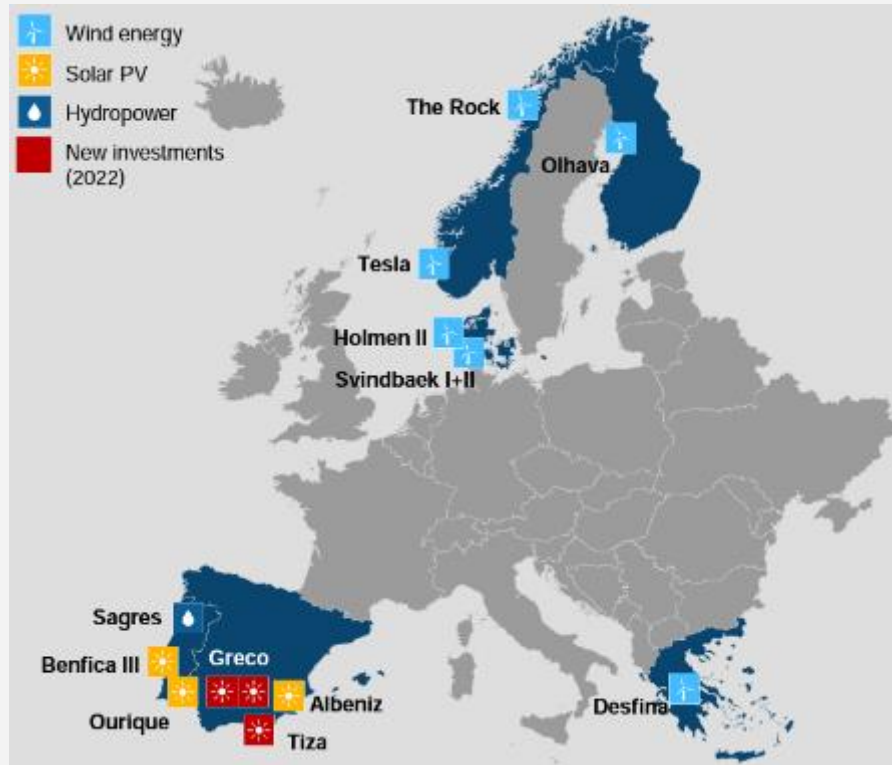 Wind energy
Solar PV
Hydropower
New investments
(2022)
The Rock
Olhava
Tesla
Holmen II
Svindbaek I+II
Sagres
Benfica III
Greco
Ourique
Albeniz
Tiza
Desfina